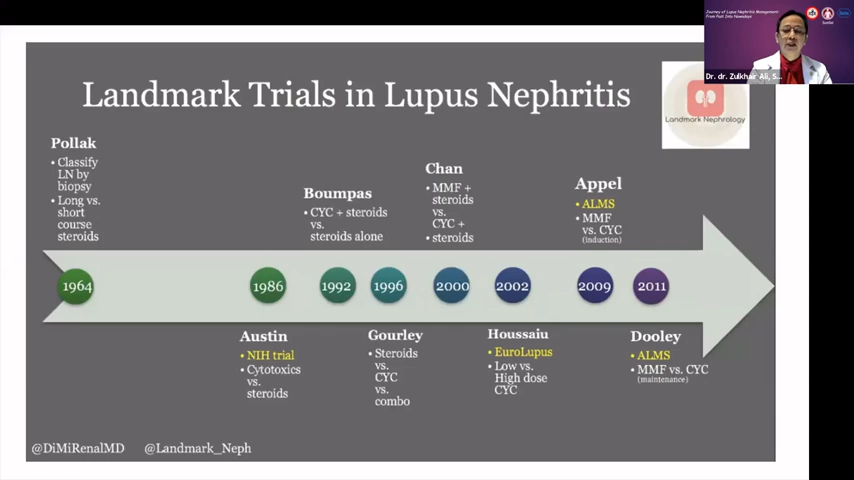 Journey of Lupus Nephritis Management:
From Past Into Nowadays
Dr. dr. Zulkhair Ali, S...
Landmark Trials in Lupus Nephritis
Landmark Nephrology
Pollak
• Classify
LN by
biopsy
• Long vs.
short
course
steroids
Boumpas
• CYC + steroids
vs.
steroids alone
Chan
• MMF +
steroids
vs.
CYC +
• steroids
Appel
• ALMS
• MMF
vs. CYC
(induction)
1964
1986
1992
1996
2000
2002
2009
2011
Austin
• NIH trial
• Cytotoxics
vs.
steroids
Gourley
• Steroids
vs.
CYC
vs.
combo
Houssaiu
• EuroLupus
• Low vs.
High dose
CYC
Dooley
• ALMS
• MMF vs. CYC
(maintenance)
@DiMiRenalMD @Landmark_Neph